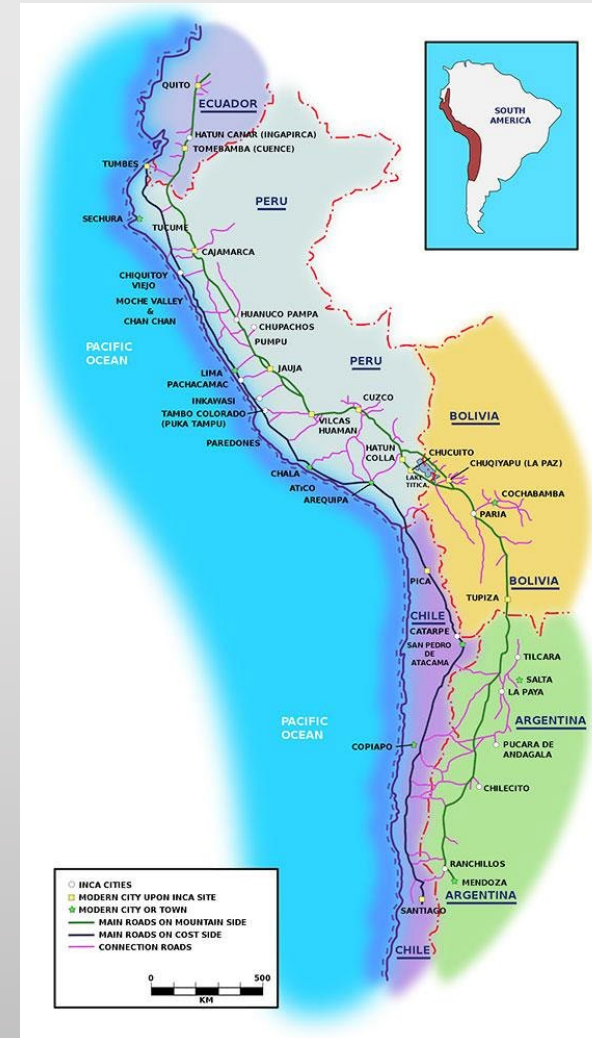 QUITO
ECUADOR
HATUN CANAR (INGAPIRCA)
TOMEBAMBA (CUENCE)
TUMBES
SOUTH
AMERICA
PERU
SECHURA
TUCUME
CAJAMARCA
CHIQUITOY
VIEJO
MOCHE VALLEY
&
CHAN CHAN
HUANUCO PAMPA
CHUPACHOS
PUMPU
PACIFIC
OCEAN
PERU
JAUJA
LIMA
PACHACAMAC
INKAWASI
TAMBO COLORADO
(PUKA TAMPU)
CUZCO
VILCAS
HUAMAN
BOLIVIA
PAREDONES
HATUN
COLLA
CHUCUITO
CHUQIYAPU (LA PAZ)
LAKE
TITICA,
CHALA
ATiCO
AREQUIPA
COCHABAMBA
PARIA
PICA
BOLIVIA
TUPIZA
CHILE
CATARPE
SAN PEDRO
DE
ATACAMA
TILCARA
SALTA
LA PAYA
ARGENTINA
PACIFIC
OCEAN
COPIAPO
PUCARA DE
ANDAGALA
CHILECITO
RANCHILLOS
MENDOZA
ARGENTINA
SANTIAGO
CHILE
INCA CITIES
MODERN CITY UPON INCA SITE
MODERN CITY OR TOWN
MAIN ROADS ON MOUNTAIN SIDE
MAIN ROADS ON COST SIDE
CONNECTION ROADS
0 500
KM